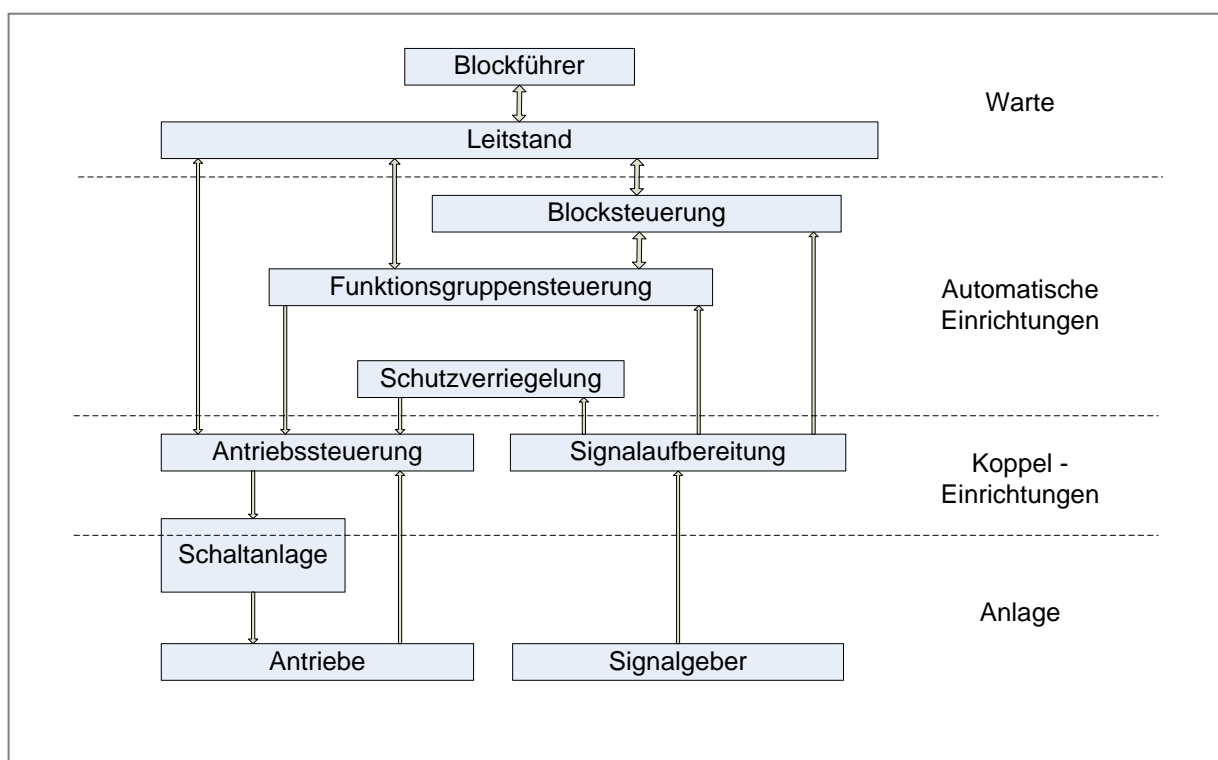 Blockführer
Warte
Leitstand
Blocksteuerung
Funktionsgruppensteuerung
Automatische
Einrichtungen
Schutzverriegelung
Antriebssteuerung
Signalaufbereitung
Koppel -
Einrichtungen
Schaltanlage
Anlage
Antriebe
Signalgeber